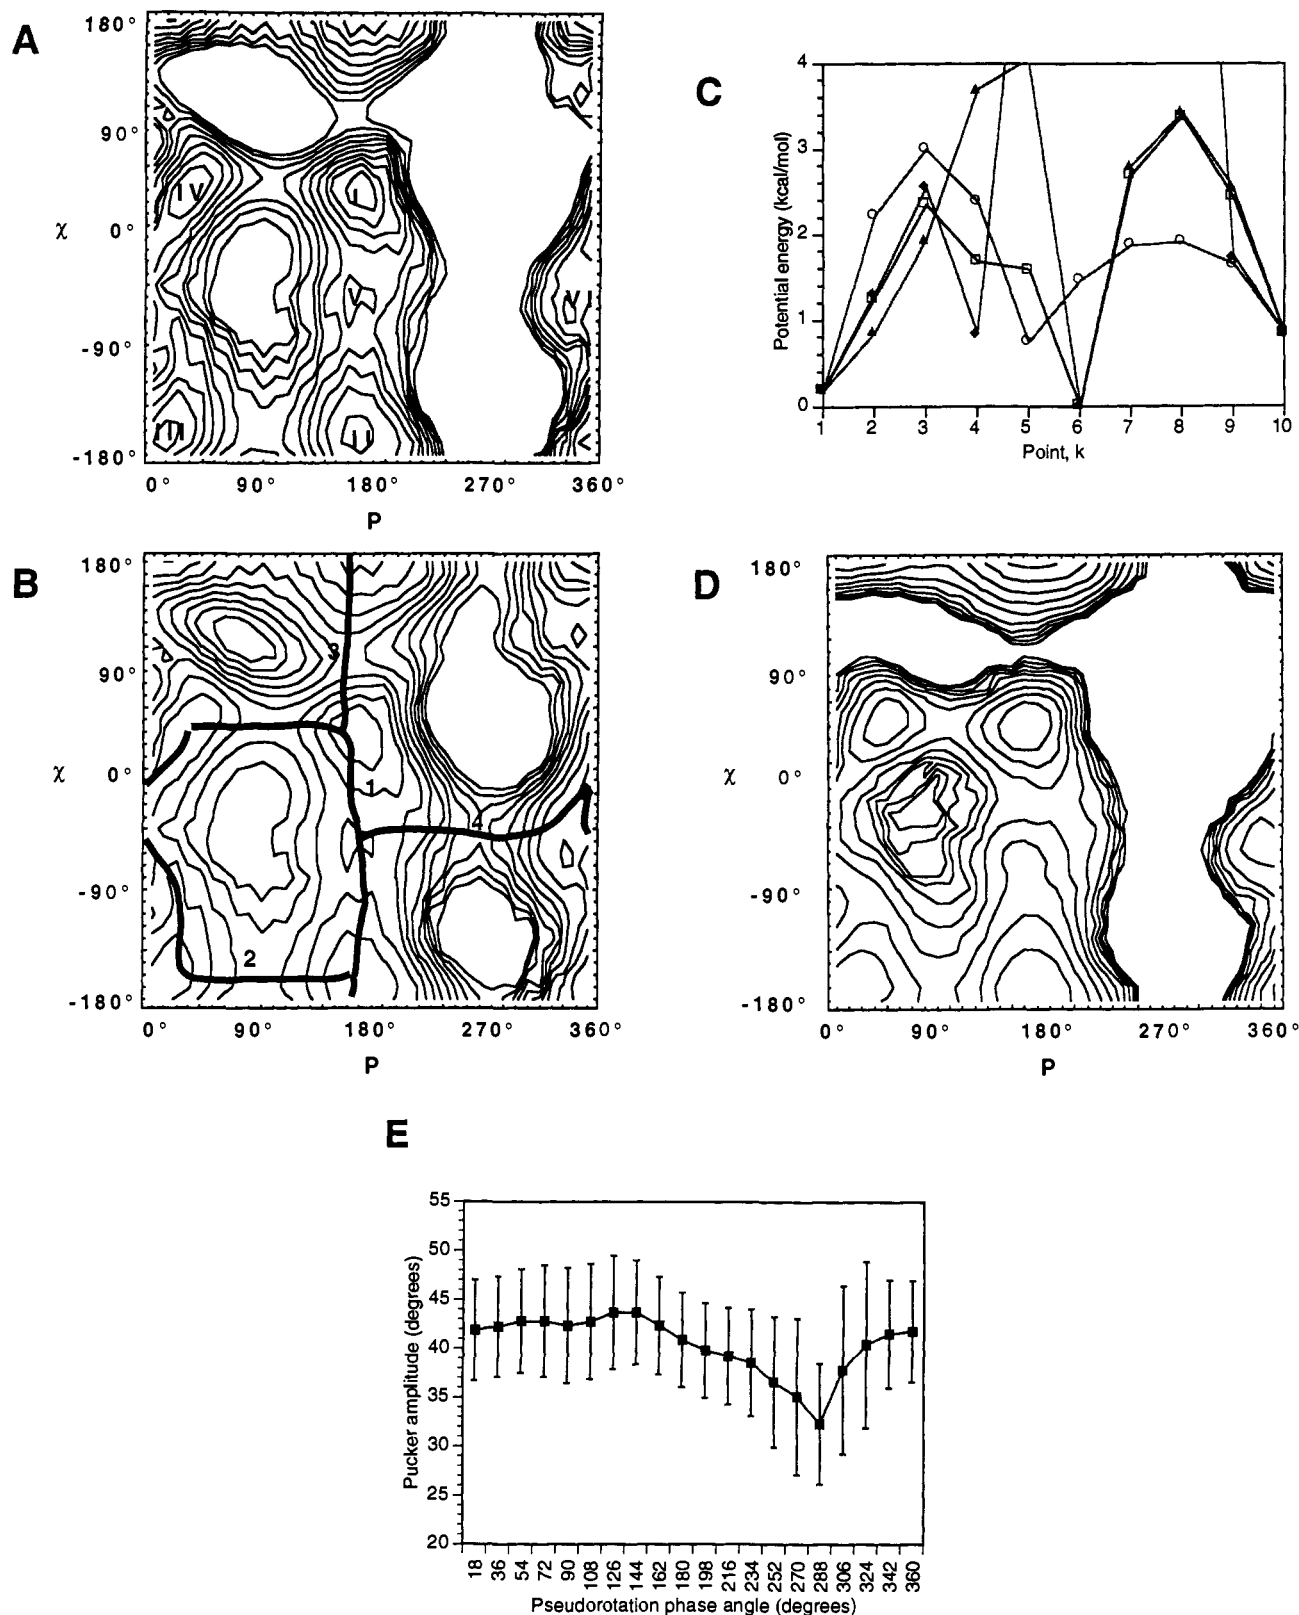 A
180°
90°
χ 0°
-90°
-180°
IV
I
V
VI
III
II
0° 90° 180° 270° 360°
P
C
Potential energy (kcal/mol)
4
3
2
1
0
1 2 3 4 5 6 7 8 9 10
Point, k
B
180°
90°
χ 0°
-90°
-180°
3
1
4
2
0° 90° 180° 270° 360°
P
D
180°
90°
χ 0°
-90°
-180°
0° 90° 180° 270° 360°
P
E
Pucker amplitude (degrees)
55
50
45
40
35
30
25
20
18 36 54 72 90 108 126 144 162 180 198 216 234 252 270 288 306 324 342 360
Pseudorotation phase angle (degrees)